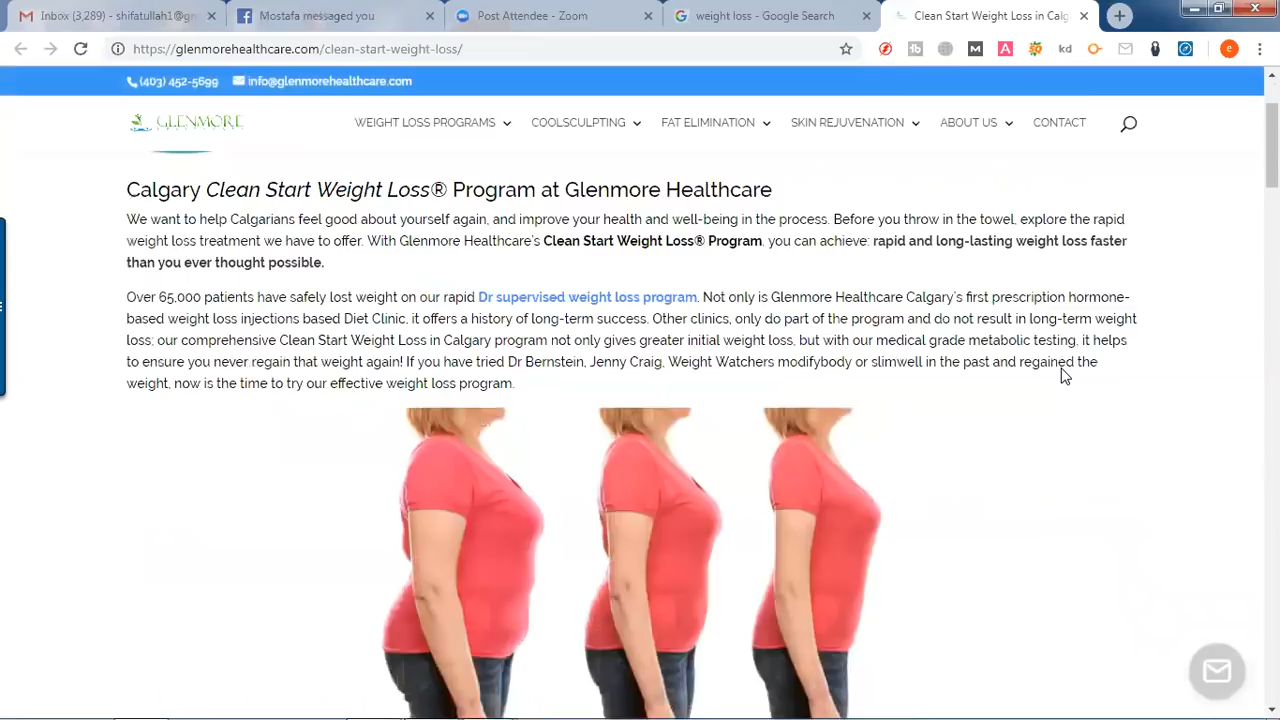 Inbox (3,289) - shifatullah1@g
Mostafa messaged you
Post Attendee - Zoom
weight loss - Google Search
Clean Start Weight Loss in Calg
https://glenmorehealthcare.com/clean-start-weight-loss/
kd
e
(403) 452-5699 info@glenmorehealthcare.com
GLENMORE
WEIGHT LOSS PROGRAMS COOLSCULPTING FAT ELIMINATION SKIN REJUVENATION ABOUT US CONTACT
Calgary Clean Start Weight Loss® Program at Glenmore Healthcare
We want to help Calgarians feel good about yourself again, and improve your health and well-being in the process. Before you throw in the towel, explore the rapid
weight loss treatment we have to offer. With Glenmore Healthcare's Clean Start Weight Loss® Program, you can achieve: rapid and long-lasting weight loss faster
than you ever thought possible.
Over 65,000 patients have safely lost weight on our rapid Dr supervised weight loss program. Not only is Glenmore Healthcare Calgary's first prescription hormone-
based weight loss injections based Diet Clinic, it offers a history of long-term success. Other clinics, only do part of the program and do not result in long-term weight
loss; our comprehensive Clean Start Weight Loss in Calgary program not only gives greater initial weight loss, but with our medical grade metabolic testing, it helps
to ensure you never regain that weight again! If you have tried Dr Bernstein, Jenny Craig, Weight Watchers modifybody or slimwell in the past and regained the
weight, now is the time to try our effective weight loss program.